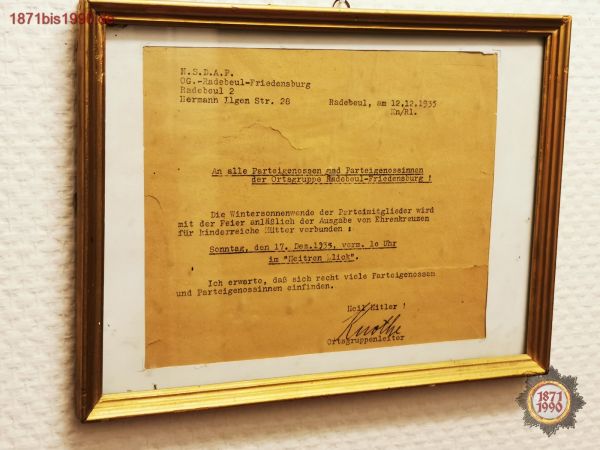 1871bis1990.de
N.S.D.A.P.
OG.-Radebeul-Friedensburg
Radebeul 2
Hermann Ilgen Str. 28
Radebeul, am 12.12.1935
Kn/Rl.
An alle Parteigenossen und Parteigenossinnen
der Ortsgruppe Radebeul-Friedensburg !
Die Wintersonnenwende der Parteimitglieder wird
mit der Feier anläßlich der Ausgabe von Ehrenkreuzen
für kinderreiche Mütter verbunden :
Sonntag, den 17. Dez.1935, vorm. 10 Uhr
im "Heitren Blick".
Ich erwarte, daß sich recht viele Parteigenossen
und Parteigenossinnen einfinden.
Heil Hitler !
Knothe
Ortsgruppenleiter
1871
1990